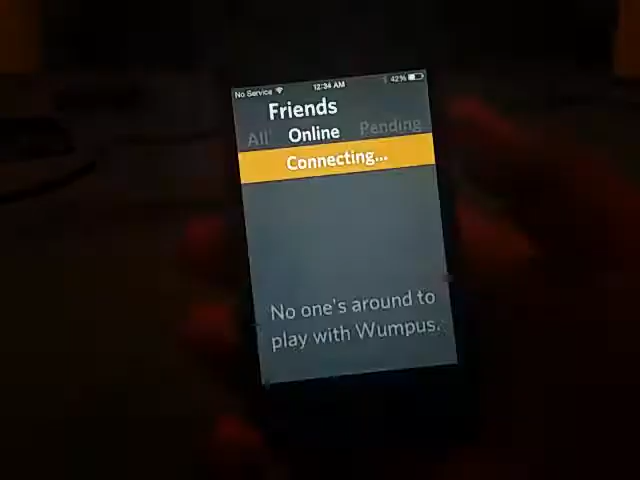 No Service 12:34 AM 42%
Friends
All Online Pending
Connecting...
No one's around to
play with Wumpus.